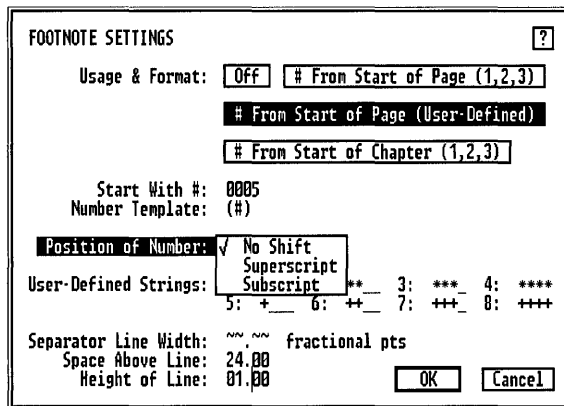 FOOTNOTE SETTINGS ?
Usage & Format: Off # From Start of Page (1,2,3)
# From Start of Page (User-Defined)
# From Start of Chapter (1,2,3)
Start With #: 0005
Number Template: (#)
Position of Number: √ No Shift
Superscript
Subscript
User-Defined Strings: **__ 3: ***_ 4: ****
5: +___ 6: ++__ 7: +++_ 8: ++++
Separator Line Width: ~~.~~ fractional pts
Space Above Line: 24.00
Height of Line: 01.00
OK Cancel